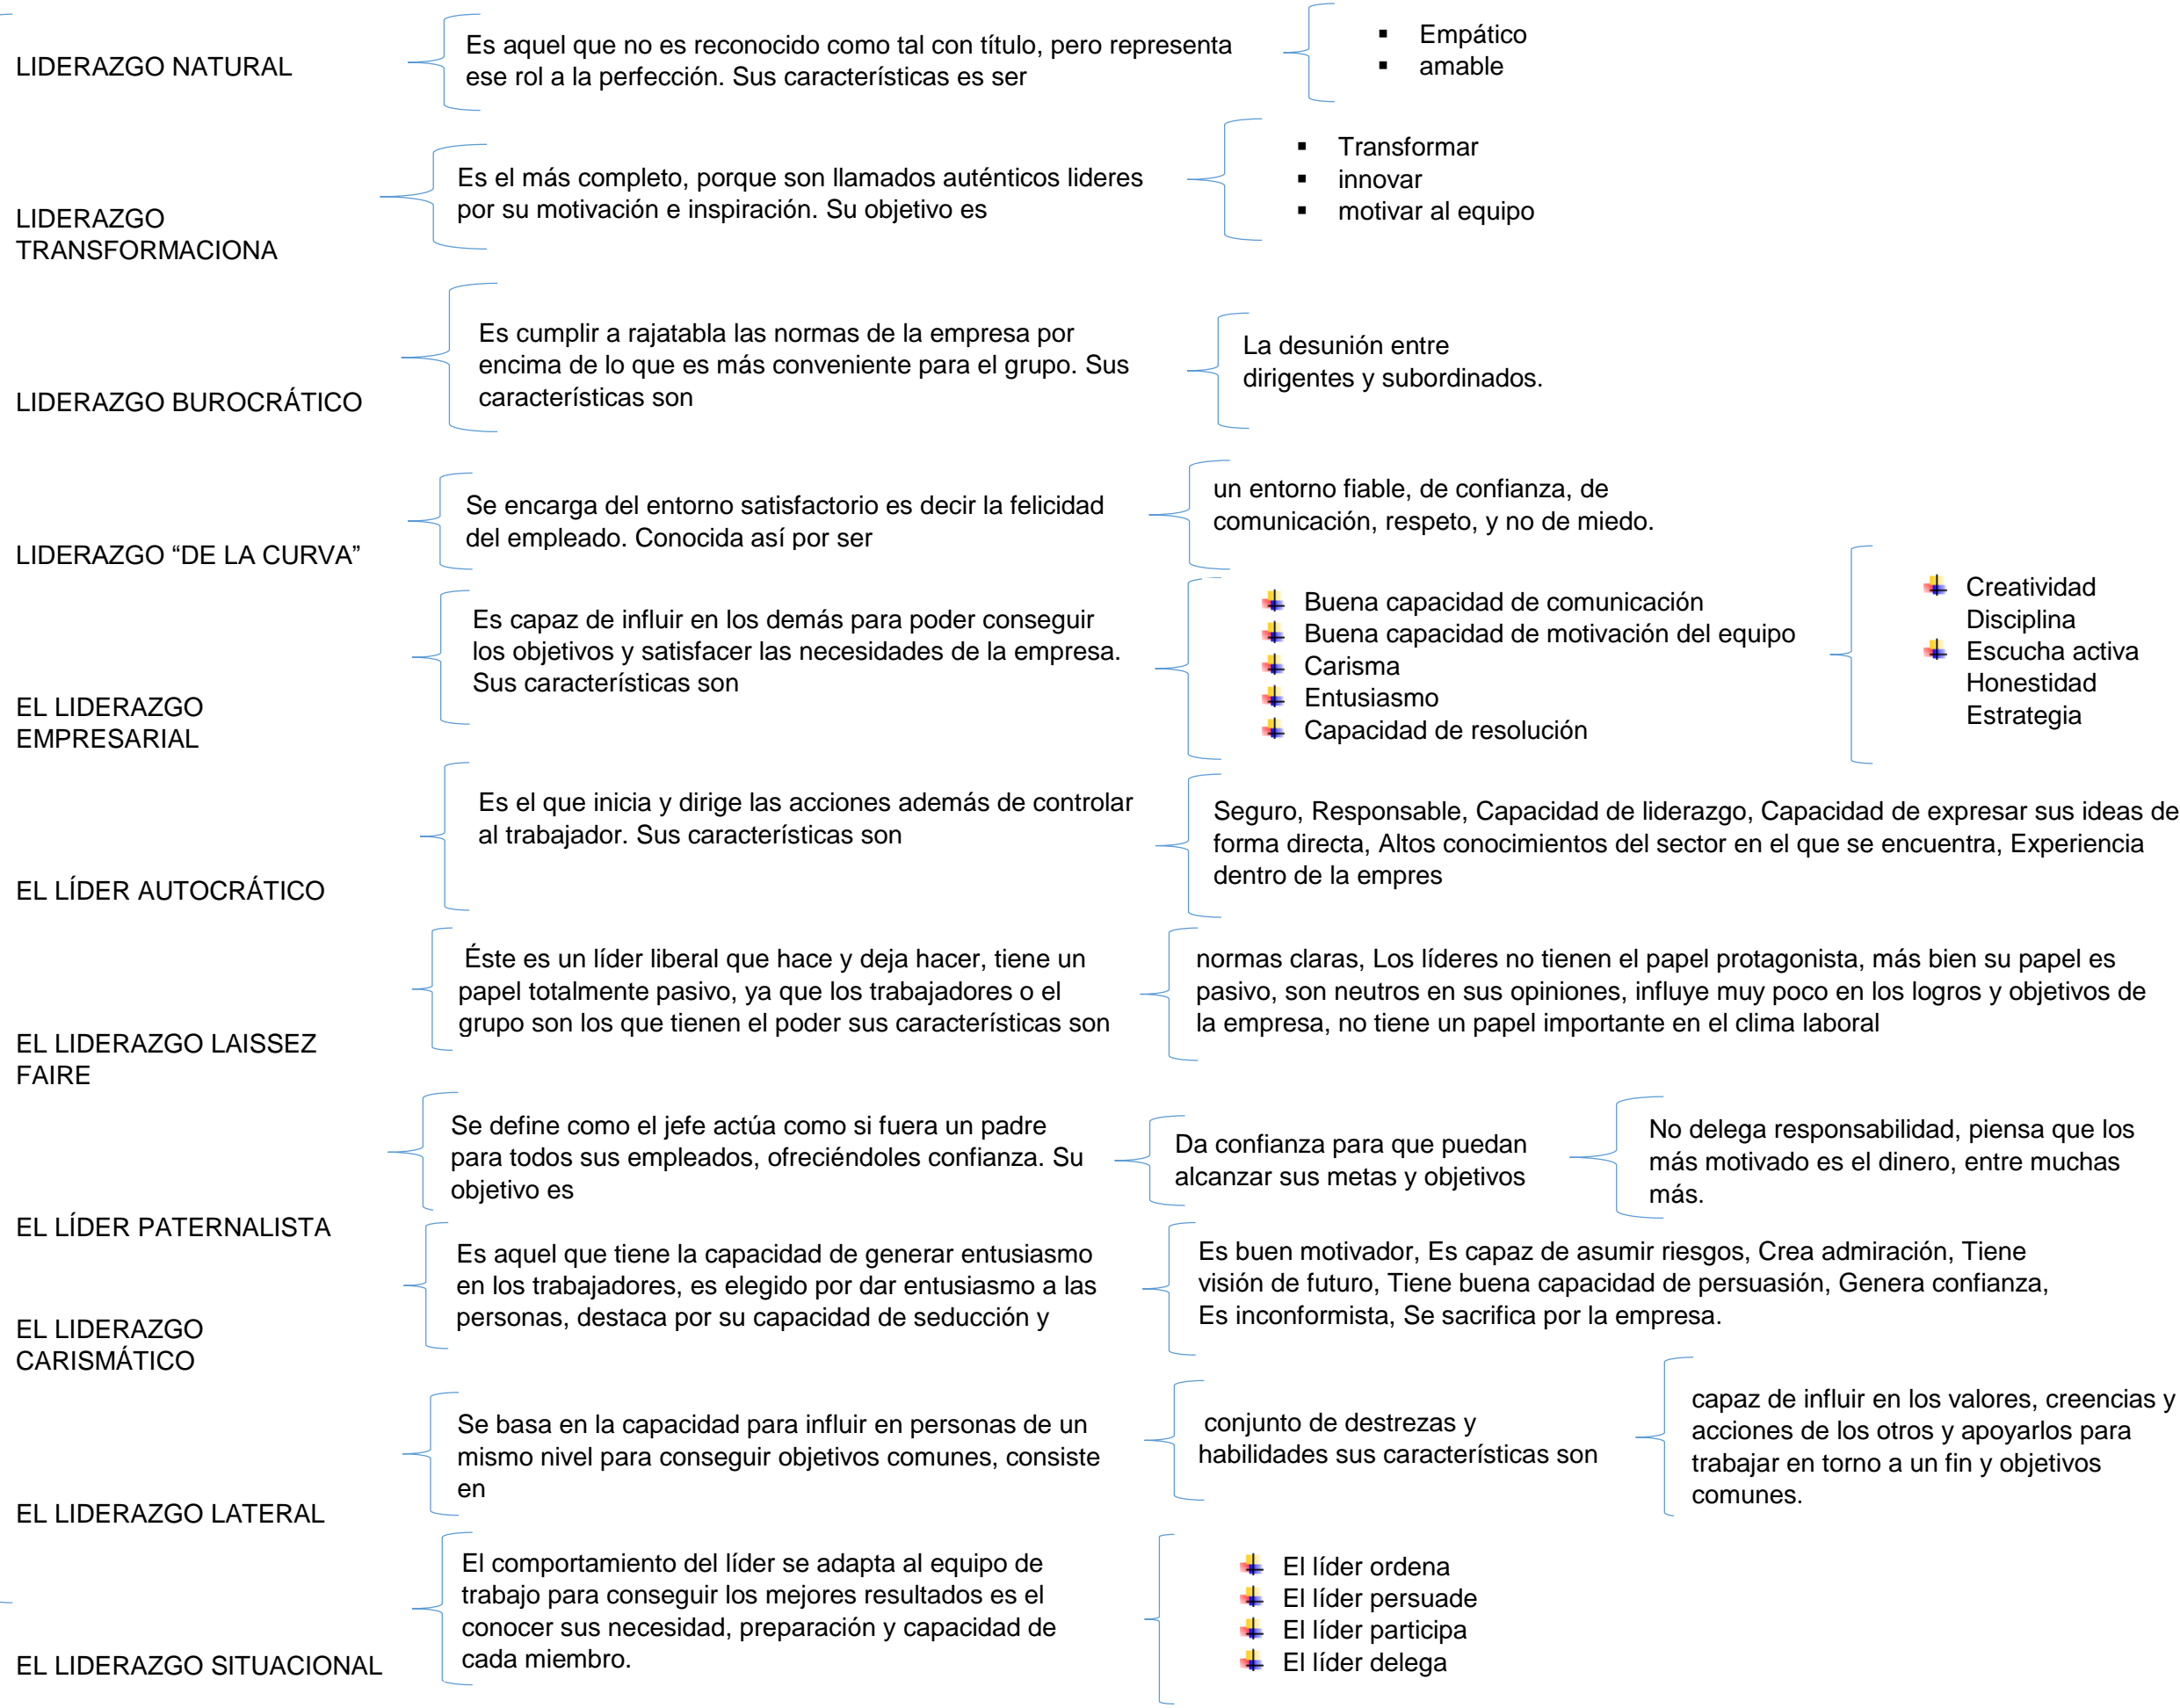 LIDERAZGO NATURAL
Es aquel que no es reconocido como tal con título, pero representa
ese rol a la perfección. Sus características es ser
▪ Empático
▪ amable
LIDERAZGO
TRANSFORMACIONA
Es el más completo, porque son llamados auténticos lideres
por su motivación e inspiración. Su objetivo es
▪ Transformar
▪ innovar
▪ motivar al equipo
LIDERAZGO BUROCRÁTICO
Es cumplir a rajatabla las normas de la empresa por
encima de lo que es más conveniente para el grupo. Sus
características son
La desunión entre
dirigentes y subordinados.
LIDERAZGO “DE LA CURVA”
Se encarga del entorno satisfactorio es decir la felicidad
del empleado. Conocida así por ser
un entorno fiable, de confianza, de
comunicación, respeto, y no de miedo.
EL LIDERAZGO
EMPRESARIAL
Es capaz de influir en los demás para poder conseguir
los objetivos y satisfacer las necesidades de la empresa.
Sus características son
Buena capacidad de comunicación
Buena capacidad de motivación del equipo
Carisma
Entusiasmo
Capacidad de resolución
Creatividad
Disciplina
Escucha activa
Honestidad
Estrategia
EL LÍDER AUTOCRÁTICO
Es el que inicia y dirige las acciones además de controlar
al trabajador. Sus características son
Seguro, Responsable, Capacidad de liderazgo, Capacidad de expresar sus ideas de
forma directa, Altos conocimientos del sector en el que se encuentra, Experiencia
dentro de la empres
EL LIDERAZGO LAISSEZ
FAIRE
Éste es un líder liberal que hace y deja hacer, tiene un
papel totalmente pasivo, ya que los trabajadores o el
grupo son los que tienen el poder sus características son
normas claras, Los líderes no tienen el papel protagonista, más bien su papel es
pasivo, son neutros en sus opiniones, influye muy poco en los logros y objetivos de
la empresa, no tiene un papel importante en el clima laboral
EL LÍDER PATERNALISTA
Se define como el jefe actúa como si fuera un padre
para todos sus empleados, ofreciéndoles confianza. Su
objetivo es
Da confianza para que puedan
alcanzar sus metas y objetivos
No delega responsabilidad, piensa que los
más motivado es el dinero, entre muchas
más.
EL LIDERAZGO
CARISMÁTICO
Es aquel que tiene la capacidad de generar entusiasmo
en los trabajadores, es elegido por dar entusiasmo a las
personas, destaca por su capacidad de seducción y
Es buen motivador, Es capaz de asumir riesgos, Crea admiración, Tiene
visión de futuro, Tiene buena capacidad de persuasión, Genera confianza,
Es inconformista, Se sacrifica por la empresa.
EL LIDERAZGO LATERAL
Se basa en la capacidad para influir en personas de un
mismo nivel para conseguir objetivos comunes, consiste
en
conjunto de destrezas y
habilidades sus características son
capaz de influir en los valores, creencias y
acciones de los otros y apoyarlos para
trabajar en torno a un fin y objetivos
comunes.
EL LIDERAZGO SITUACIONAL
El comportamiento del líder se adapta al equipo de
trabajo para conseguir los mejores resultados es el
conocer sus necesidad, preparación y capacidad de
cada miembro.
El líder ordena
El líder persuade
El líder participa
El líder delega